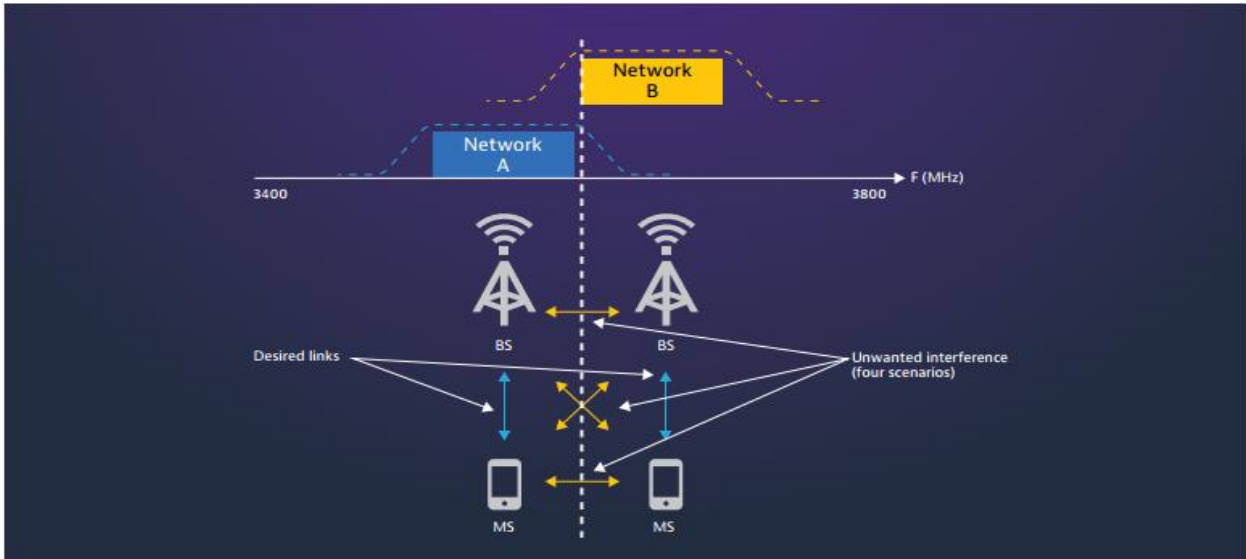 Network
B
Network
A
F (MHz)
3400
3800
BS
BS
Desired links
Unwanted interference
(four scenarios)
MS
MS